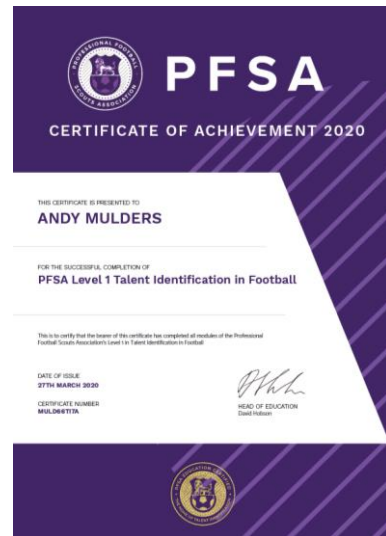 PROFESSIONAL FOOTBALL
SCOUTS ASSOCIATION
PFSA
CERTIFICATE OF ACHIEVEMENT 2020
THIS CERTIFICATE IS PRESENTED TO
ANDY MULDERS
FOR THE SUCCESSFUL COMPLETION OF
PFSA Level 1 Talent Identification in Football
This is to certify that the bearer of this certificate has completed all modules of the Professional
Football Scouts Association's Level 1 in Talent Identification in Football
DATE OF ISSUE
27TH MARCH 2020
CERTIFICATE NUMBER
MULD66TI7A
HEAD OF EDUCATION
David Hobson